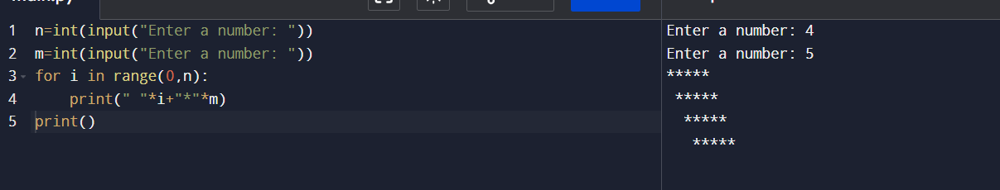 1 n=int(input("Enter a number: "))
2 m=int(input("Enter a number: "))
3 for i in range(0,n):
4     print(" "*i+"*"*m)
5 print()
Enter a number: 4
Enter a number: 5
*****
 *****
  *****
   *****